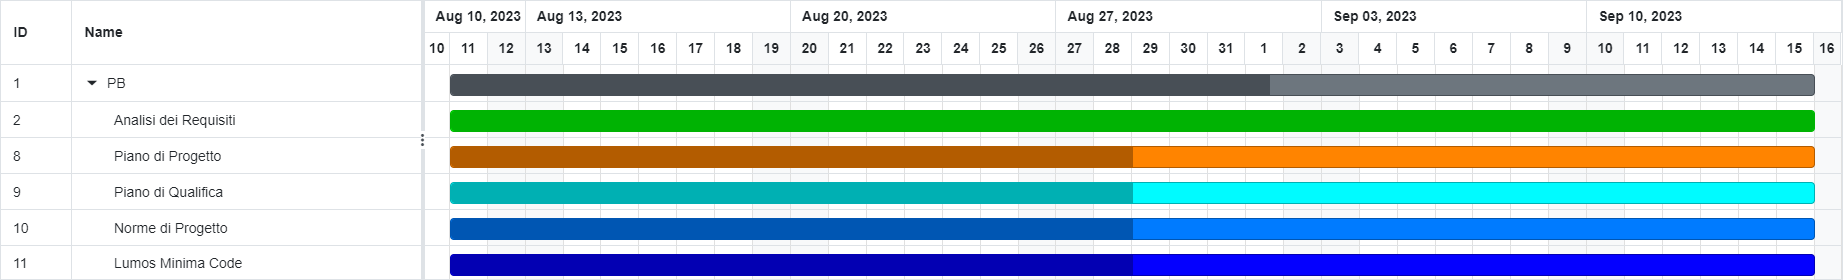 ID Name Aug 10, 2023 Aug 13, 2023 Aug 20, 2023 Aug 27, 2023 Sep 03, 2023 Sep 10, 2023
10 11 12 13 14 15 16 17 18 19 20 21 22 23 24 25 26 27 28 29 30 31 1 2 3 4 5 6 7 8 9 10 11 12 13 14 15 16
1 PB
2 Analisi dei Requisiti
8 Piano di Progetto
9 Piano di Qualifica
10 Norme di Progetto
11 Lumos Minima Code